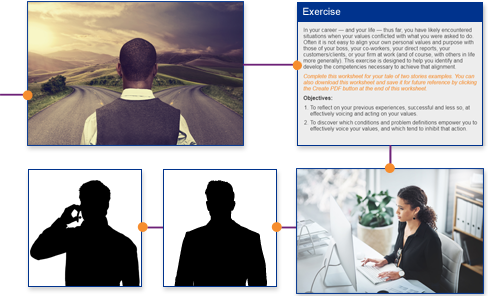 Exercise
In your career — and your life — thus far, you have likely encountered
situations when your values conflicted with what you were asked to do.
Often it is not easy to align your own personal values and purpose with
those of your boss, your co-workers, your direct reports, your
customers/clients, or your firm at work (and of course, with others in life
more generally). This exercise is designed to help you identify and
develop the competencies necessary to achieve that alignment.
Complete this worksheet for your tale of two stories examples. You can
also download this worksheet and save it for future reference by clicking
the Create PDF button at the end of this worksheet.
Objectives:
1. To reflect on your previous experiences, successful and less so, at
effectively voicing and acting on your values.
2. To discover which conditions and problem definitions empower you to
effectively voice your values, and which tend to inhibit that action.